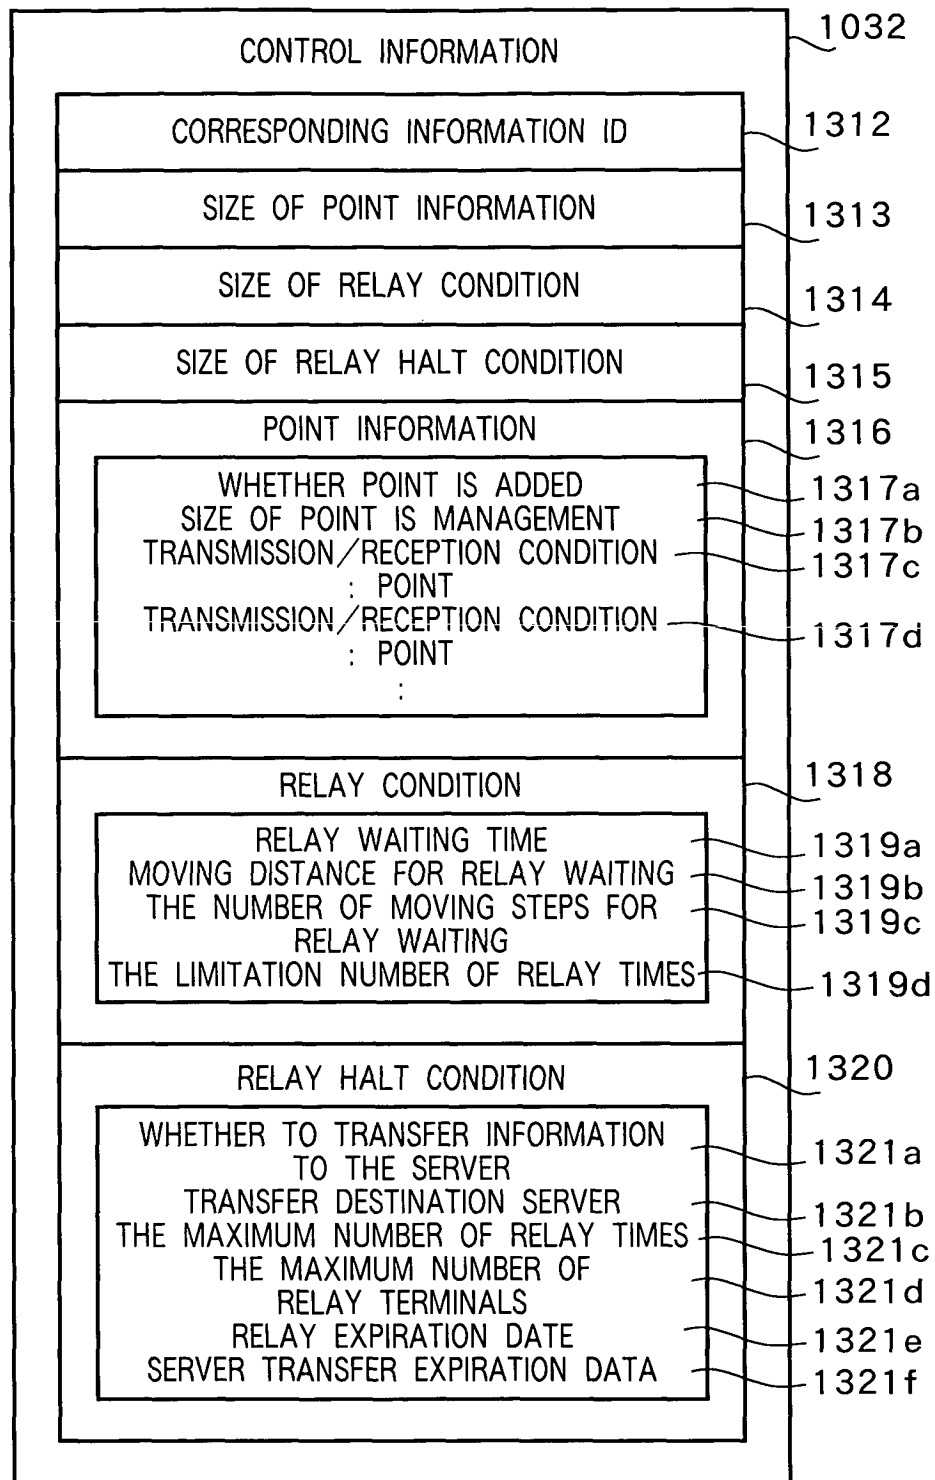 CONTROL INFORMATION
1032
CORRESPONDING INFORMATION ID
1312
SIZE OF POINT INFORMATION
1313
SIZE OF RELAY CONDITION
1314
SIZE OF RELAY HALT CONDITION
1315
POINT INFORMATION
1316
WHETHER POINT IS ADDED
1317a
SIZE OF POINT IS MANAGEMENT
1317b
TRANSMISSION/RECEPTION CONDITION
1317c
: POINT
TRANSMISSION/RECEPTION CONDITION
1317d
: POINT
:
RELAY CONDITION
1318
RELAY WAITING TIME
1319a
MOVING DISTANCE FOR RELAY WAITING
1319b
THE NUMBER OF MOVING STEPS FOR
1319c
RELAY WAITING
THE LIMITATION NUMBER OF RELAY TIMES
1319d
RELAY HALT CONDITION
1320
WHETHER TO TRANSFER INFORMATION
TO THE SERVER
1321a
TRANSFER DESTINATION SERVER
1321b
THE MAXIMUM NUMBER OF RELAY TIMES
1321c
THE MAXIMUM NUMBER OF
1321d
RELAY TERMINALS
RELAY EXPIRATION DATE
1321e
SERVER TRANSFER EXPIRATION DATA
1321f